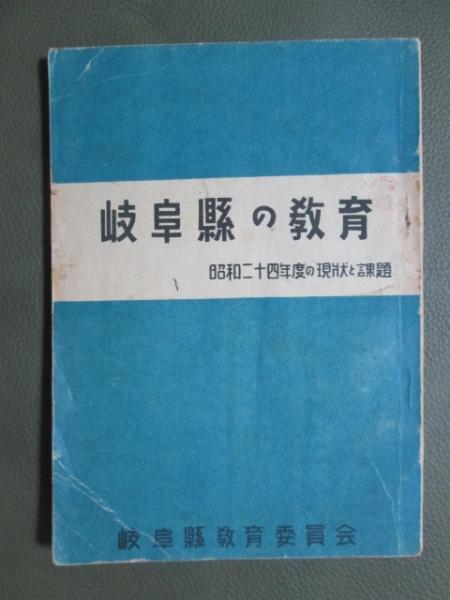 岐阜縣の教育
昭和二十四年度の現狀と課題
岐阜縣教育委員会